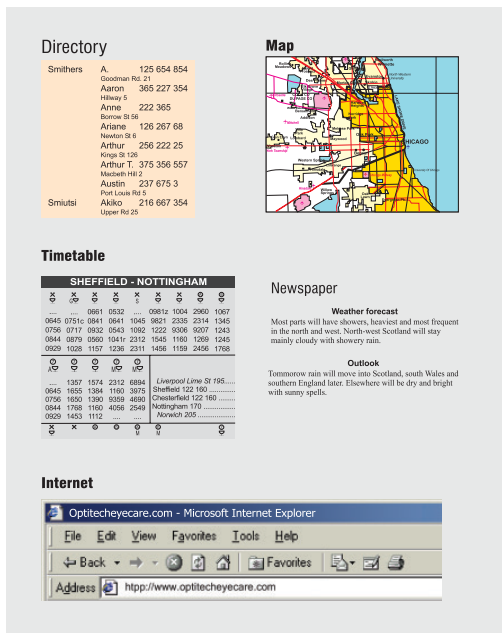 Directory
Smithers A. 125 654 854
Goodman Rd. 21
Aaron 365 227 354
Hillway 5
Anne 222 365
Borrow St 56
Ariane 126 267 68
Newton St 6
Arthur 256 222 25
Kings St 126
Arthur T. 375 356 557
Macbeth Hill 2
Austin 237 675 3
Port Louis Rd 5
Smiutsi Akiko 216 667 354
Upper Rd 25
Map
CHICAGO
Timetable
SHEFFIELD - NOTTINGHAM
.... .... 0661 0532 .... 0981z 1004 2960 1067
0645 0751c 0841 0641 1045 9821 2335 2314 1345
0756 0717 0932 0543 1092 1222 9306 9207 1243
0844 0879 0560 1041r 2312 1545 1160 1269 1245
0929 1028 1157 1236 2311 1456 1159 2456 1768
.... 1357 1574 2312 6894
0645 1655 1384 1160 3975
0756 1650 1390 9359 4690
0844 1768 1160 4056 2549
0929 1453 1112 .... ....
Liverpool Lime St 195......
Sheffield 122 160 ..............
Chesterfield 122 160 .........
Nottingham 170 .................
Norwich 205 ....................
Newspaper
Weather forecast
Most parts will have showers, heaviest and most frequent
in the north and west. North-west Scotland will stay
mainly cloudy with showery rain.
Outlook
Tommorow rain will move into Scotland, south Wales and
southern England later. Elsewhere will be dry and bright
with sunny spells.
Internet
Optitecheyecare.com - Microsoft Internet Explorer
File Edit View Favorites Tools Help
Back Favorites
Address htpp://www.optitecheyecare.com